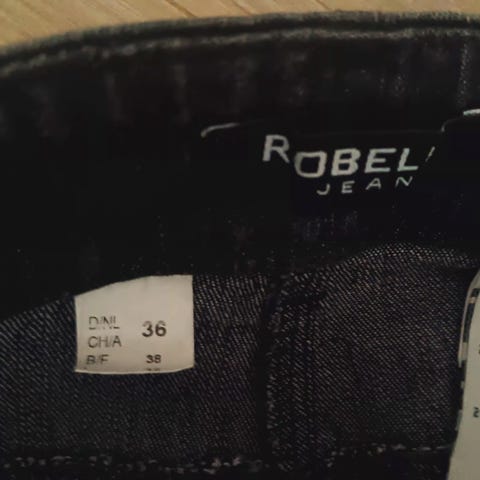 ROBEL
JEAN
D/NL
CH/A 36
B/F 38